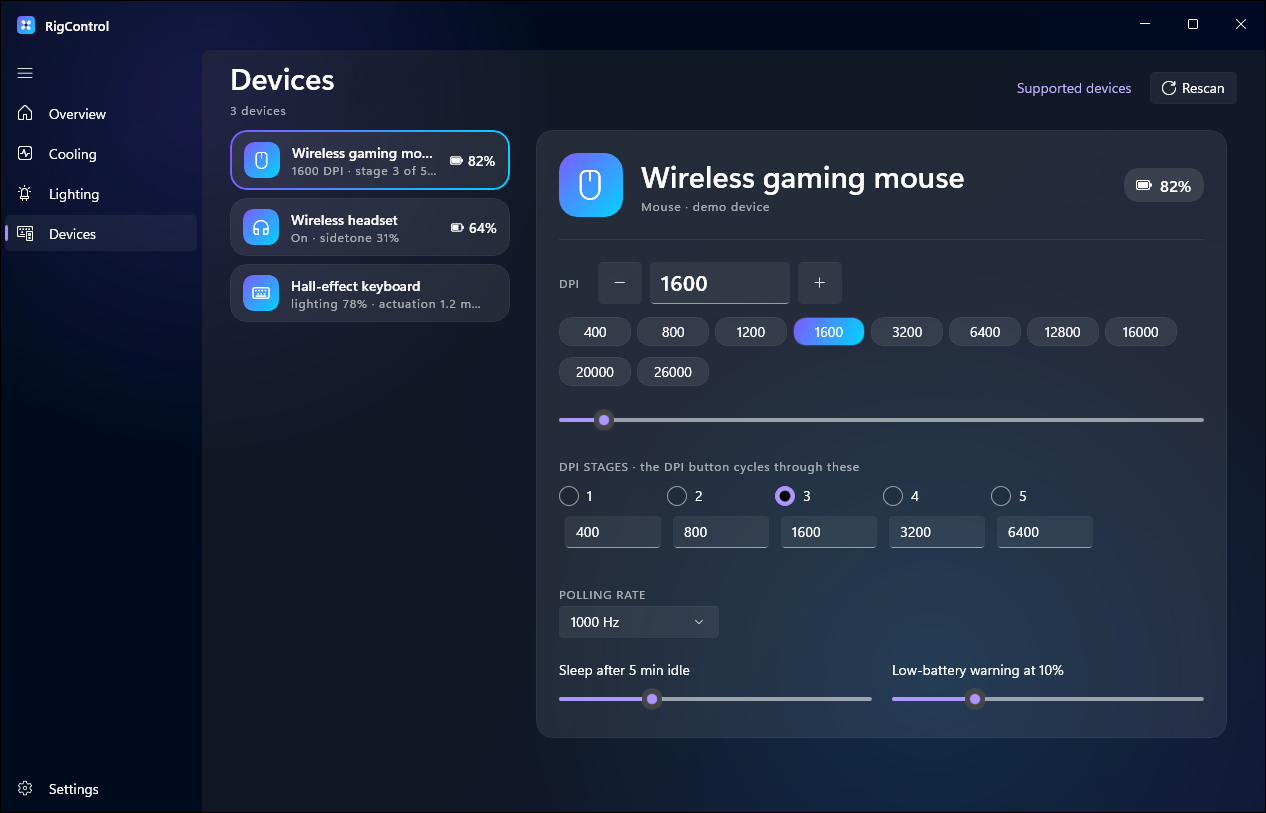 RigControl
Overview
Cooling
Lighting
Devices
Settings
Devices
3 devices
Supported devices
Rescan
Wireless gaming mo...
82%
1600 DPI · stage 3 of 5...
Wireless headset
64%
On · sidetone 31%
Hall-effect keyboard
lighting 78% · actuation 1.2 m...
Wireless gaming mouse
82%
Mouse · demo device
DPI
−
1600
+
400 800 1200 1600 3200 6400 12800 16000
20000 26000
DPI STAGES · the DPI button cycles through these
1 2 3 4 5
400 800 1600 3200 6400
POLLING RATE
1000 Hz
Sleep after 5 min idle
Low-battery warning at 10%